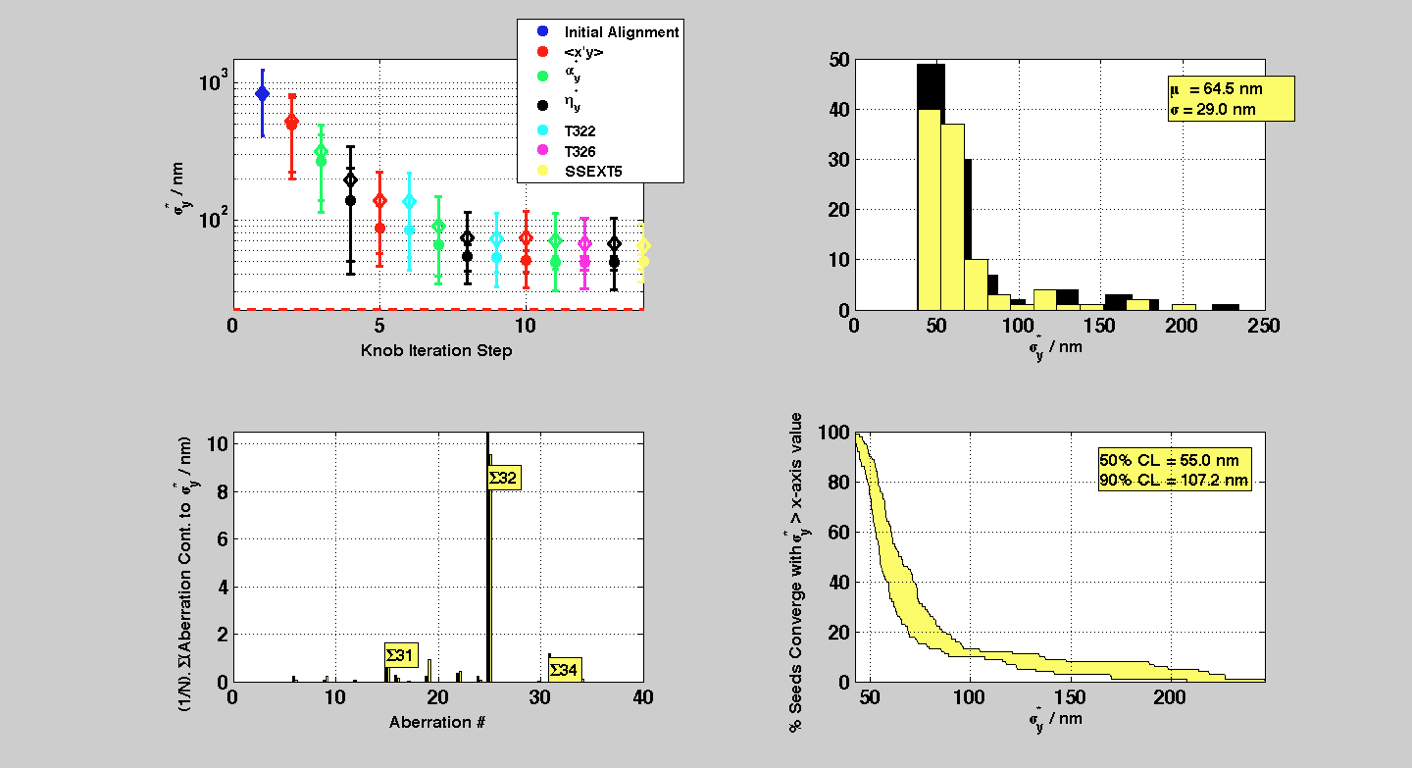 Initial Alignment
<x'y>
α*y
η*y
T322
T326
SSEXT5
10³
10²
σ*y / nm
0 5 10
Knob Iteration Step
50
40
30
20
10
0
μ = 64.5 nm
σ = 29.0 nm
0 50 100 150 200 250
σ*y / nm
10
8
6
4
2
0
(1/N). Σ(Aberration Cont. to σ*y / nm)
Σ32
Σ31
Σ34
0 10 20 30 40
Aberration #
100
80
60
40
20
0
% Seeds Converge with σ*y > x-axis value
50% CL = 55.0 nm
90% CL = 107.2 nm
50 100 150 200
σ*y / nm